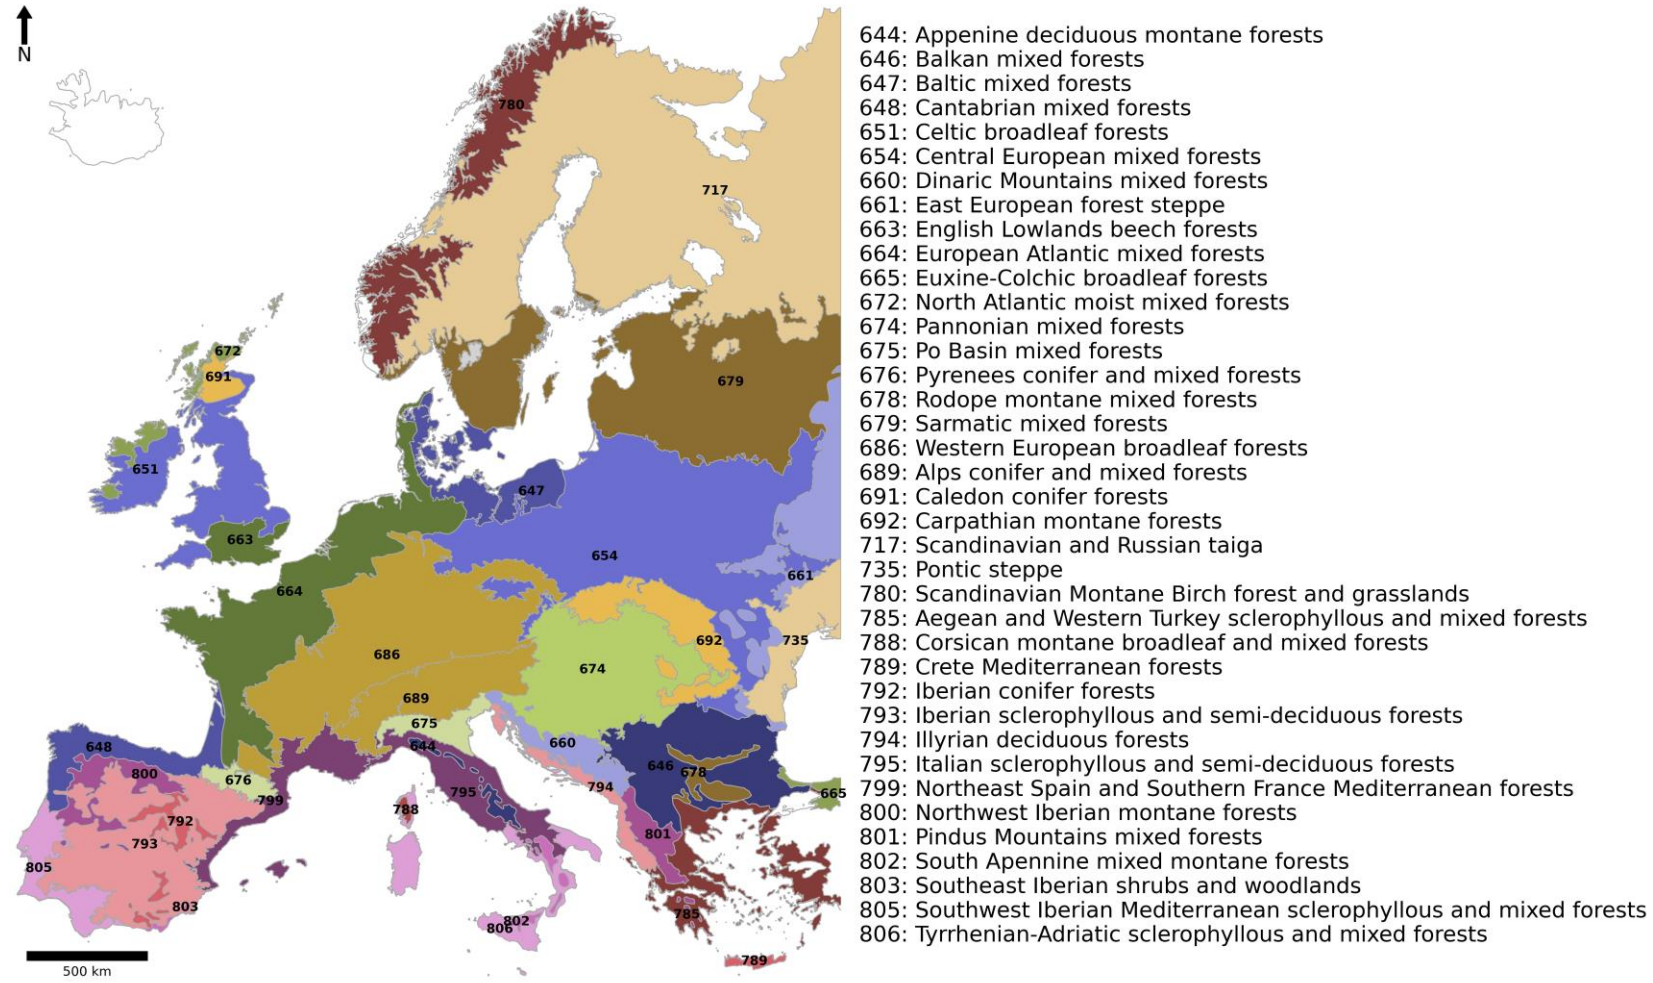 N
780
717
672
691
679
651
647
663
654
664
661
692
735
686
674
689
675
644
660
648
646
678
800
676
794
665
799
795
788
792
801
793
805
803
785
802
806
789
500 km
644: Appenine deciduous montane forests
646: Balkan mixed forests
647: Baltic mixed forests
648: Cantabrian mixed forests
651: Celtic broadleaf forests
654: Central European mixed forests
660: Dinaric Mountains mixed forests
661: East European forest steppe
663: English Lowlands beech forests
664: European Atlantic mixed forests
665: Euxine-Colchic broadleaf forests
672: North Atlantic moist mixed forests
674: Pannonian mixed forests
675: Po Basin mixed forests
676: Pyrenees conifer and mixed forests
678: Rodope montane mixed forests
679: Sarmatic mixed forests
686: Western European broadleaf forests
689: Alps conifer and mixed forests
691: Caledon conifer forests
692: Carpathian montane forests
717: Scandinavian and Russian taiga
735: Pontic steppe
780: Scandinavian Montane Birch forest and grasslands
785: Aegean and Western Turkey sclerophyllous and mixed forests
788: Corsican montane broadleaf and mixed forests
789: Crete Mediterranean forests
792: Iberian conifer forests
793: Iberian sclerophyllous and semi-deciduous forests
794: Illyrian deciduous forests
795: Italian sclerophyllous and semi-deciduous forests
799: Northeast Spain and Southern France Mediterranean forests
800: Northwest Iberian montane forests
801: Pindus Mountains mixed forests
802: South Apennine mixed montane forests
803: Southeast Iberian shrubs and woodlands
805: Southwest Iberian Mediterranean sclerophyllous and mixed forests
806: Tyrrhenian-Adriatic sclerophyllous and mixed forests